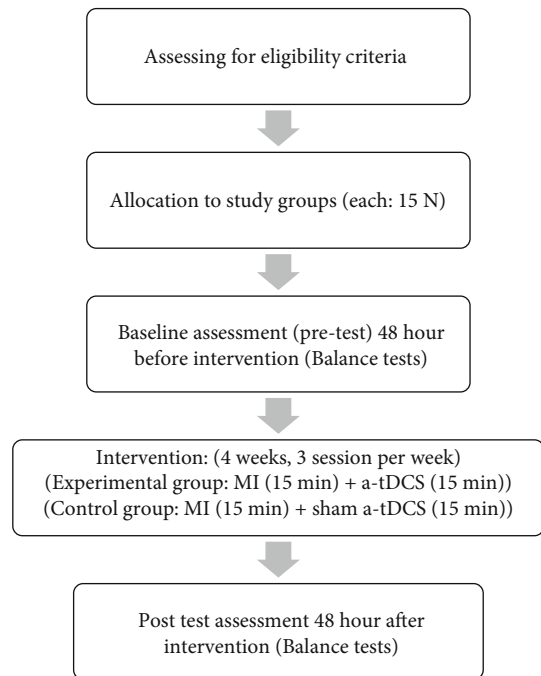 Assessing for eligibility criteria
Allocation to study groups (each: 15 N)
Baseline assessment (pre-test) 48 hour
before intervention (Balance tests)
Intervention: (4 weeks, 3 session per week)
(Experimental group: MI (15 min) + a-tDCS (15 min))
(Control group: MI (15 min) + sham a-tDCS (15 min))
Post test assessment 48 hour after
intervention (Balance tests)